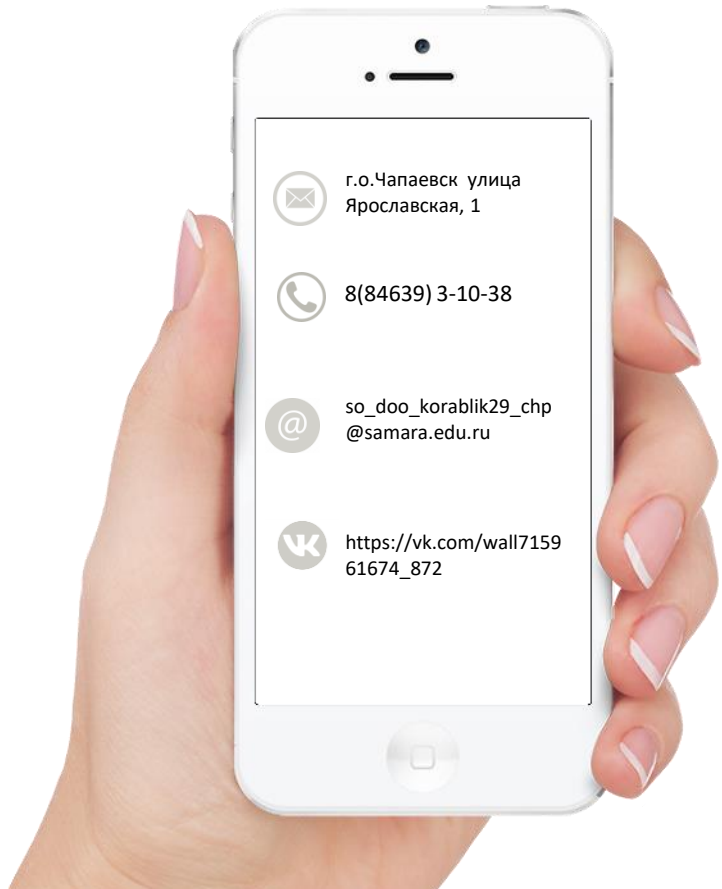 г.о.Чапаевск улица
Ярославская, 1
8(84639) 3-10-38
so_doo_korablik29_chp
@samara.edu.ru
https://vk.com/wall7159
61674_872